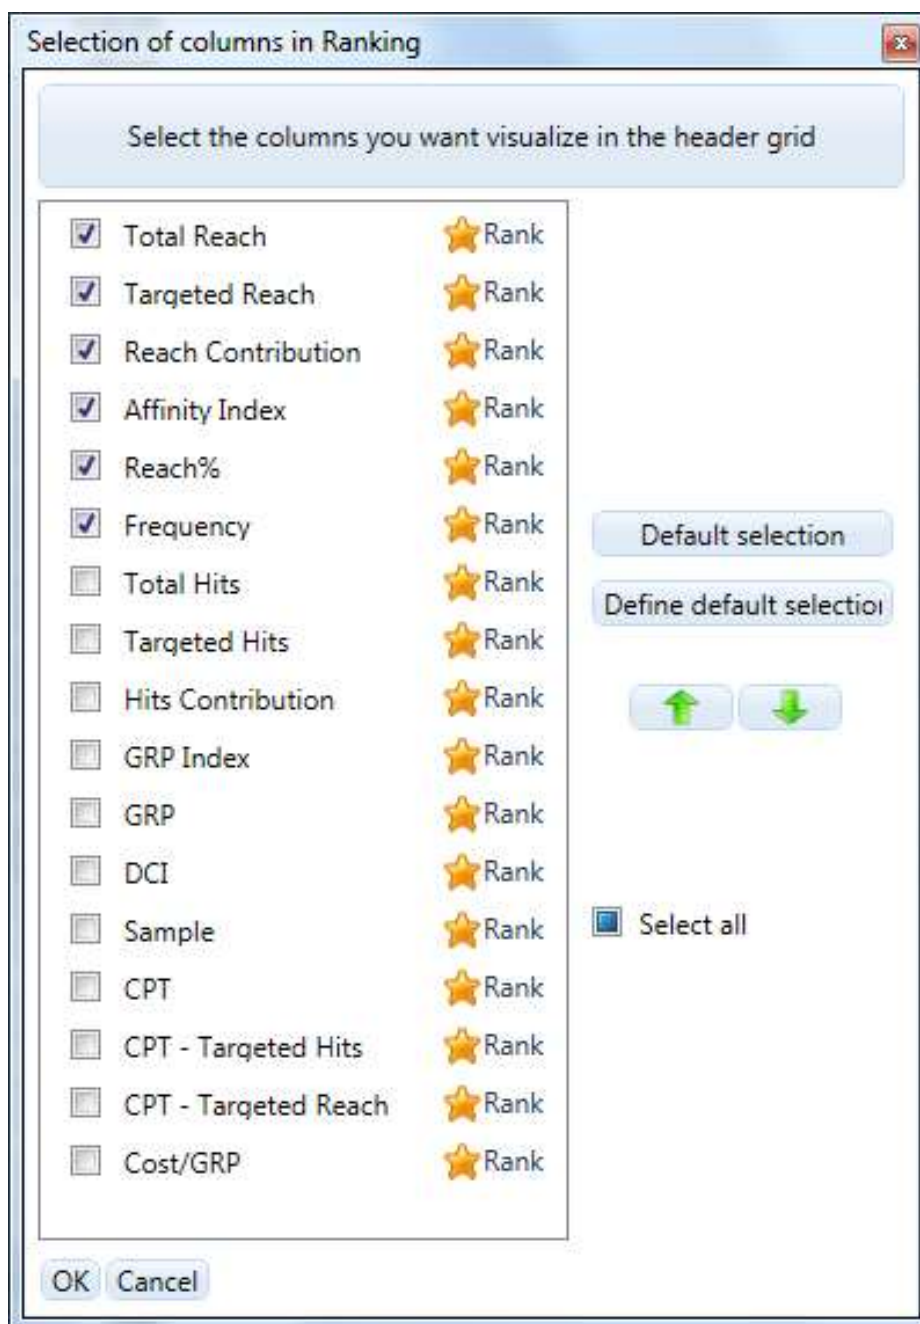 Selection of columns in Ranking
Select the columns you want visualize in the header grid
Total Reach Rank
Targeted Reach Rank
Reach Contribution Rank
Affinity Index Rank
Reach% Rank
Frequency Rank
Total Hits Rank
Targeted Hits Rank
Hits Contribution Rank
GRP Index Rank
GRP Rank
DCI Rank
Sample Rank
CPT Rank
CPT - Targeted Hits Rank
CPT - Targeted Reach Rank
Cost/GRP Rank
Default selection
Define default selection
Select all
OK Cancel